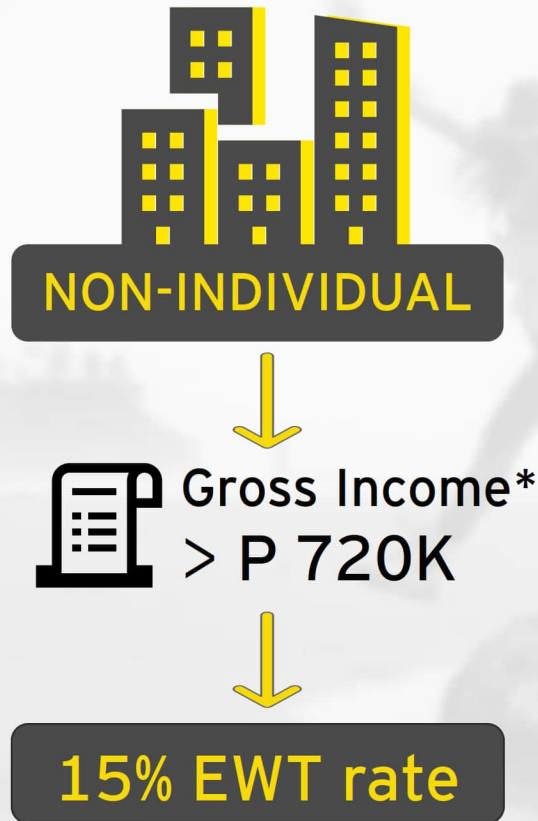 NON-INDIVIDUAL
Gross Income*
> P 720K
15% EWT rate